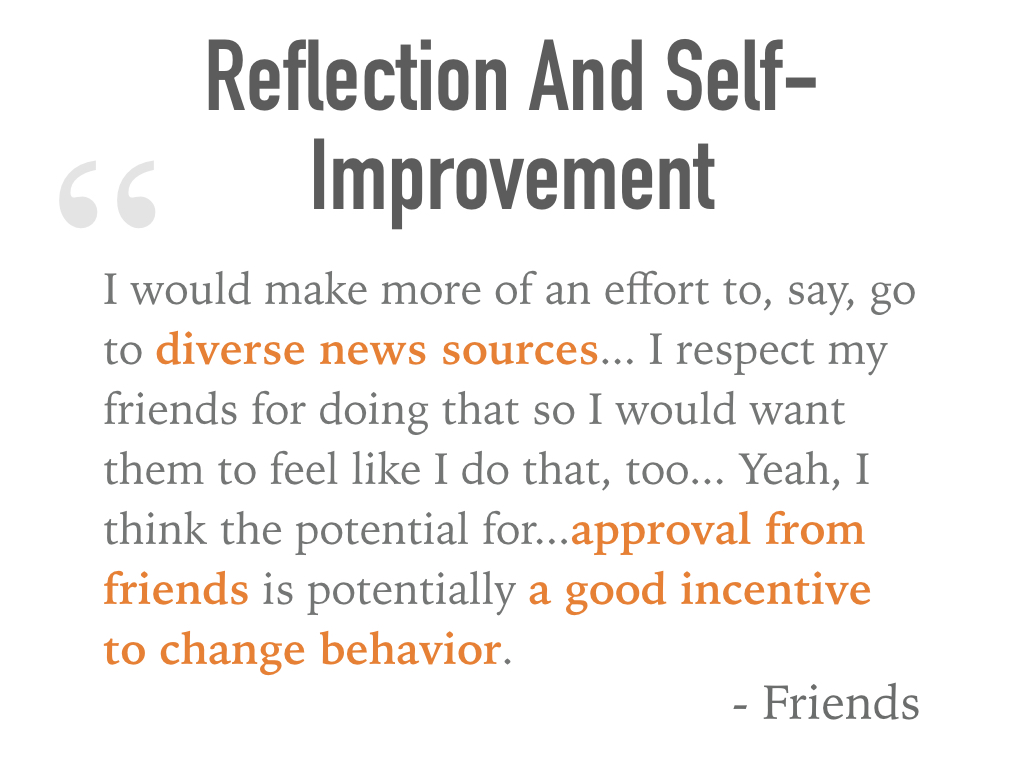 Reflection And Self-
Improvement
“
I would make more of an effort to, say, go
to diverse news sources... I respect my
friends for doing that so I would want
them to feel like I do that, too... Yeah, I
think the potential for...approval from
friends is potentially a good incentive
to change behavior.
- Friends